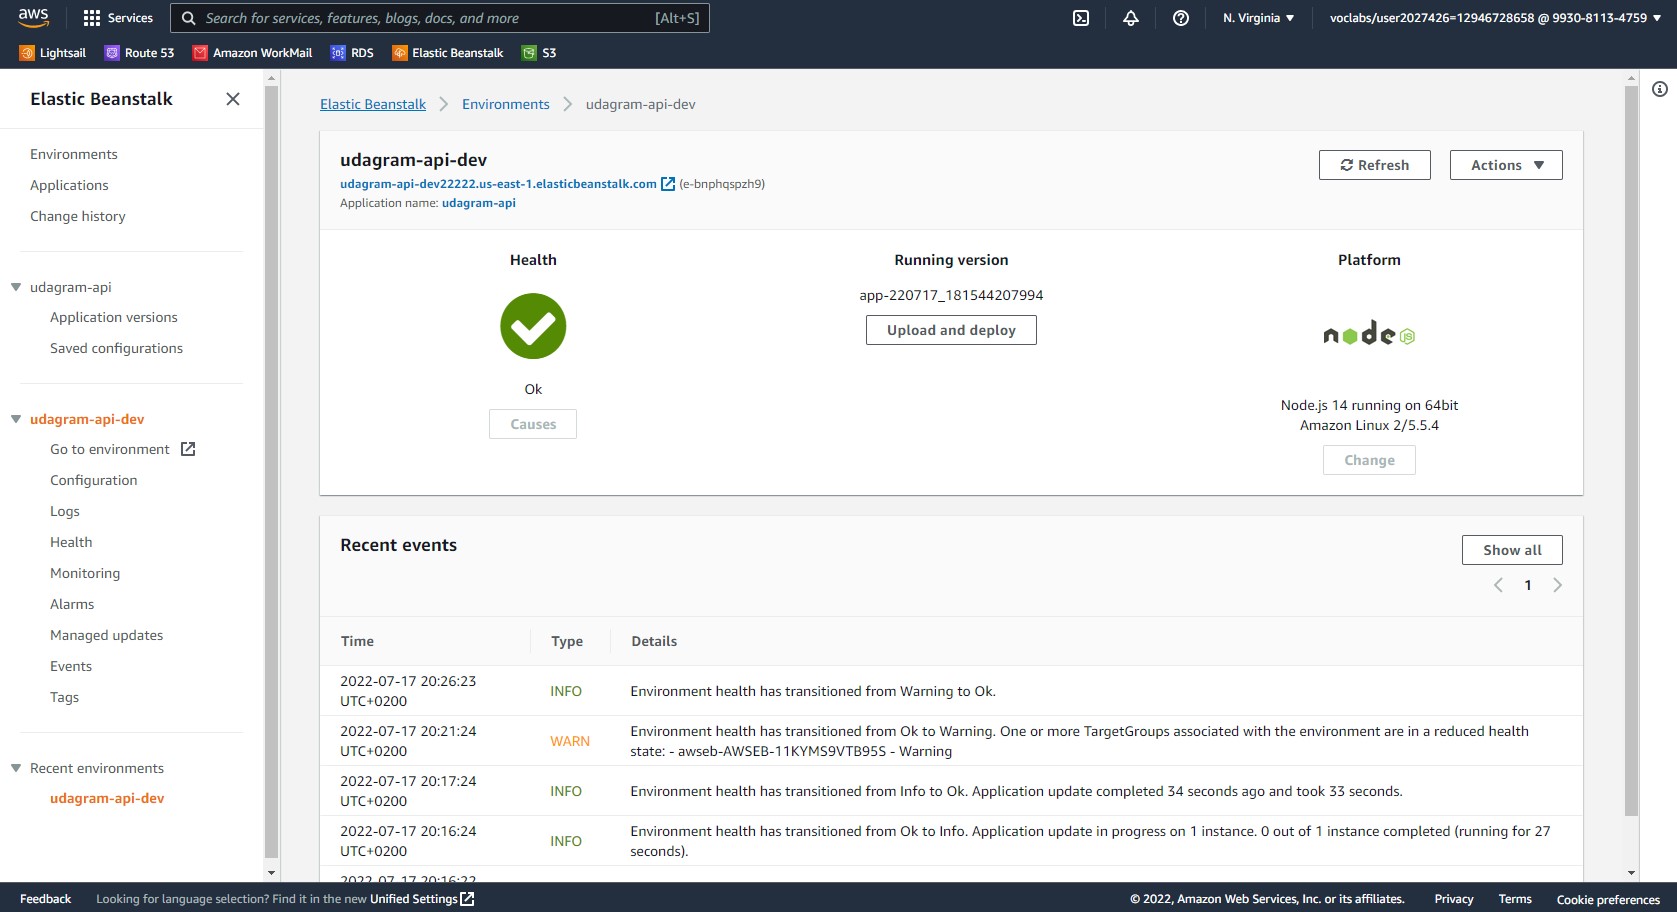 aws
Services
Search for services, features, blogs, docs, and more
[Alt+S]
N. Virginia
voclabs/user2027426=12946728658 @ 9930-8113-4759
Lightsail
Route 53
Amazon WorkMail
RDS
Elastic Beanstalk
S3
Elastic Beanstalk
Environments
Applications
Change history
udagram-api
Application versions
Saved configurations
udagram-api-dev
Go to environment
Configuration
Logs
Health
Monitoring
Alarms
Managed updates
Events
Tags
Recent environments
udagram-api-dev
Elastic Beanstalk
Environments
udagram-api-dev
udagram-api-dev
udagram-api-dev22222.us-east-1.elasticbeanstalk.com (e-bnphqspzh9)
Application name: udagram-api
Refresh
Actions
Health
Ok
Causes
Running version
app-220717_181544207994
Upload and deploy
Platform
node JS
Node.js 14 running on 64bit
Amazon Linux 2/5.5.4
Change
Recent events
Show all
1
Time
Type
Details
2022-07-17 20:26:23
UTC+0200
INFO
Environment health has transitioned from Warning to Ok.
2022-07-17 20:21:24
UTC+0200
WARN
Environment health has transitioned from Ok to Warning. One or more TargetGroups associated with the environment are in a reduced health
state: - awseb-AWSEB-11KYMS9VTB95S - Warning
2022-07-17 20:17:24
UTC+0200
INFO
Environment health has transitioned from Info to Ok. Application update completed 34 seconds ago and took 33 seconds.
2022-07-17 20:16:24
UTC+0200
INFO
Environment health has transitioned from Ok to Info. Application update in progress on 1 instance. 0 out of 1 instance completed (running for 27
seconds).
2022-07-17 20:16:22
Feedback
Looking for language selection? Find it in the new Unified Settings
© 2022, Amazon Web Services, Inc. or its affiliates.
Privacy
Terms
Cookie preferences